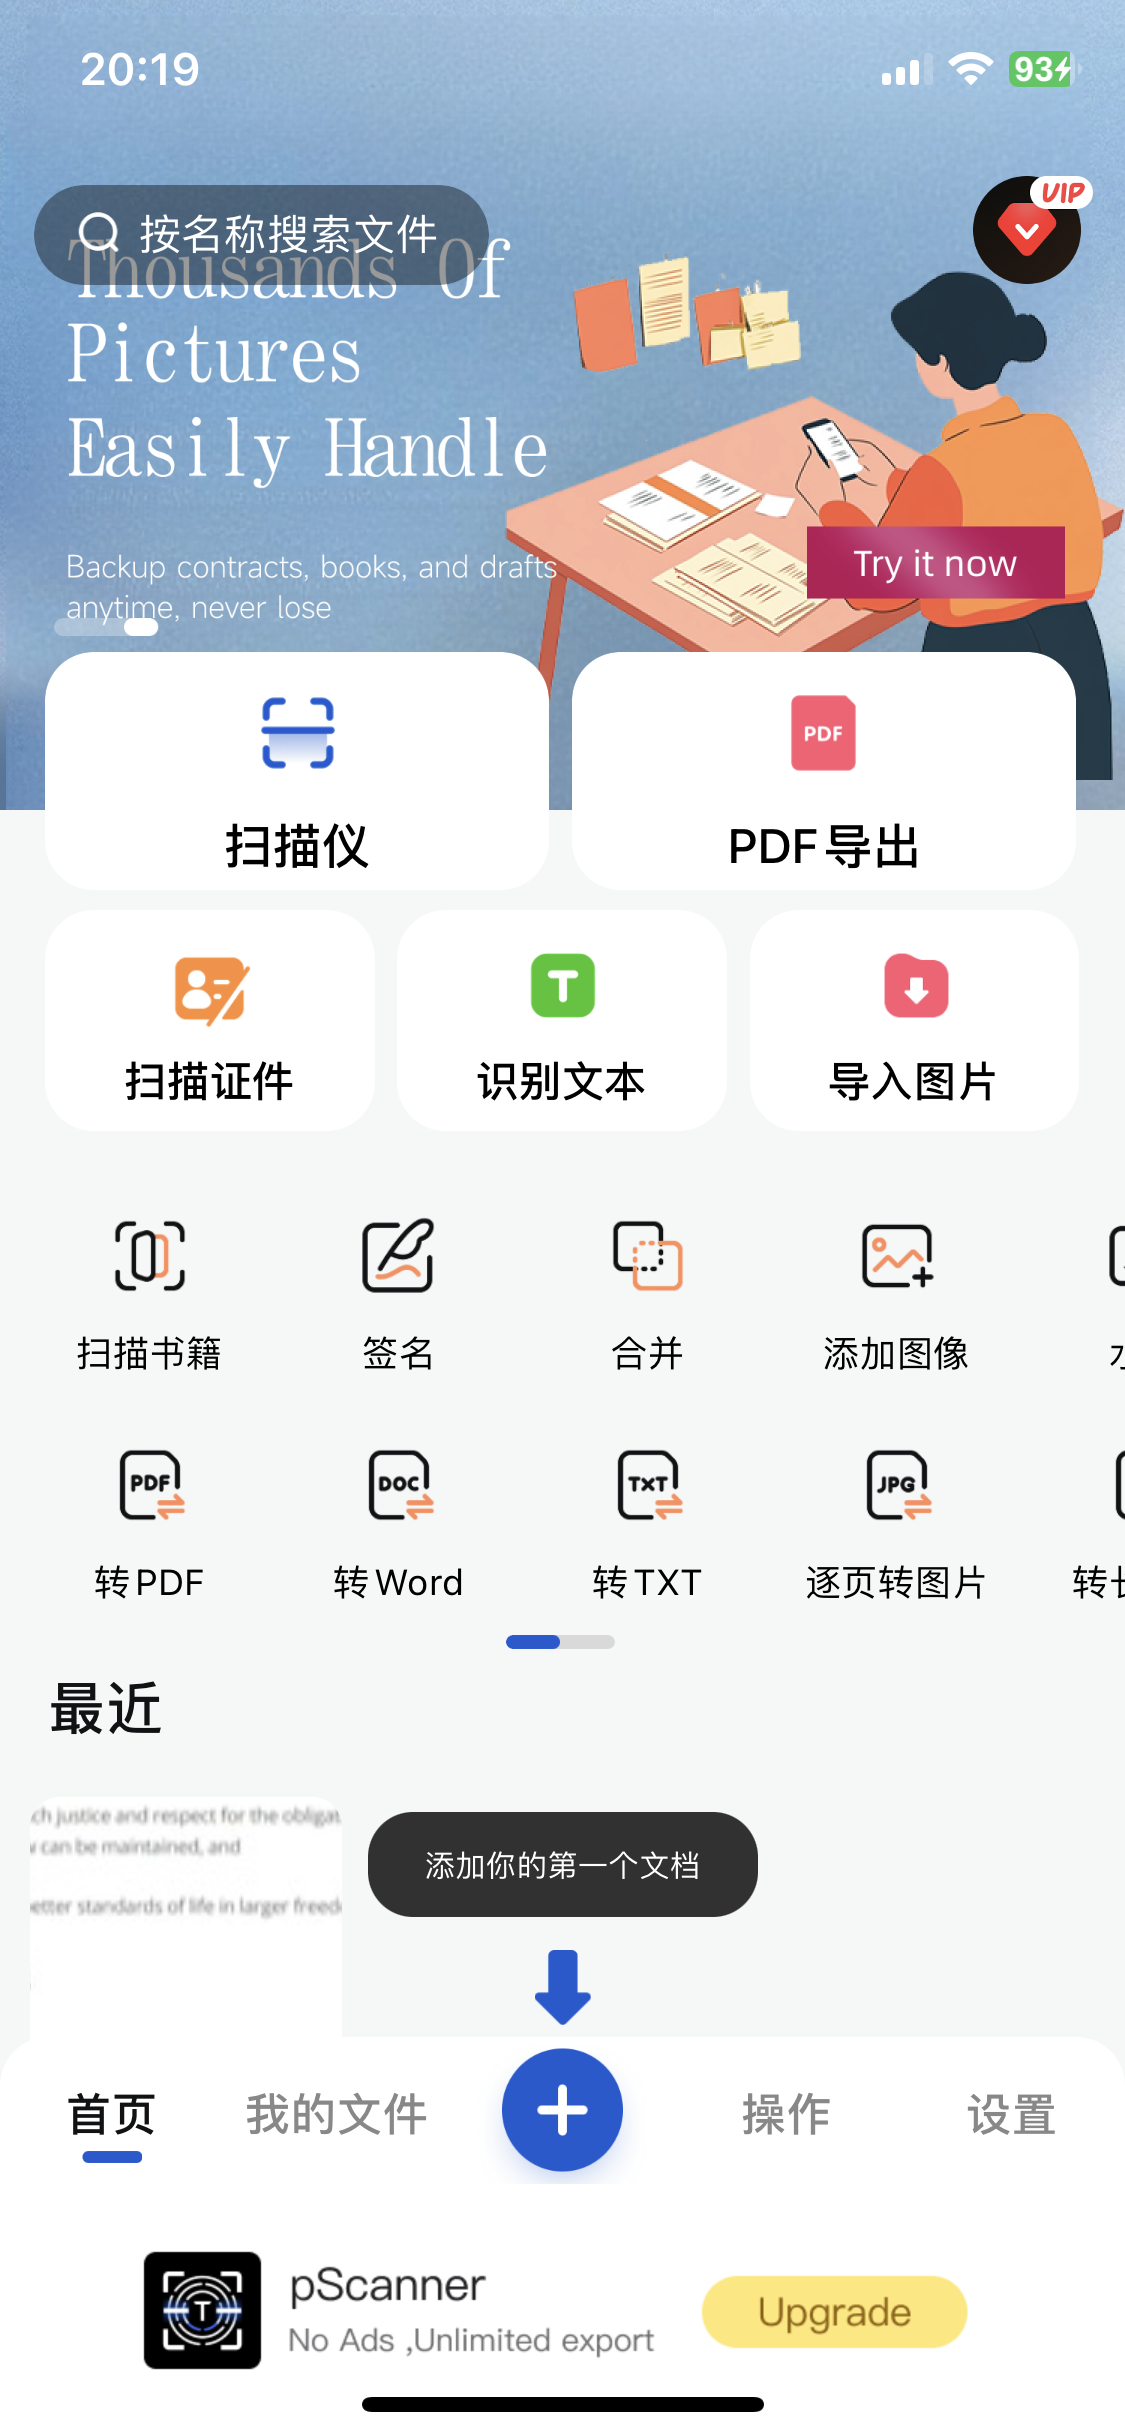 20:19
93
按名称搜索文件
VIP
Thousands Of
Pictures
Easily Handle
Backup contracts, books, and drafts
anytime, never lose
Try it now
PDF
扫描仪
PDF导出
T
扫描证件
识别文本
导入图片
扫描书籍
签名
合并
添加图像
PDF
DOC
TXT
JPG
转PDF
转Word
转TXT
逐页转图片
最近
ch justice and respect for the obligat
can be maintained, and
etter standards of life in larger freed
添加你的第一个文档
首页
我的文件
操作
设置
T
pScanner
No Ads ,Unlimited export
Upgrade